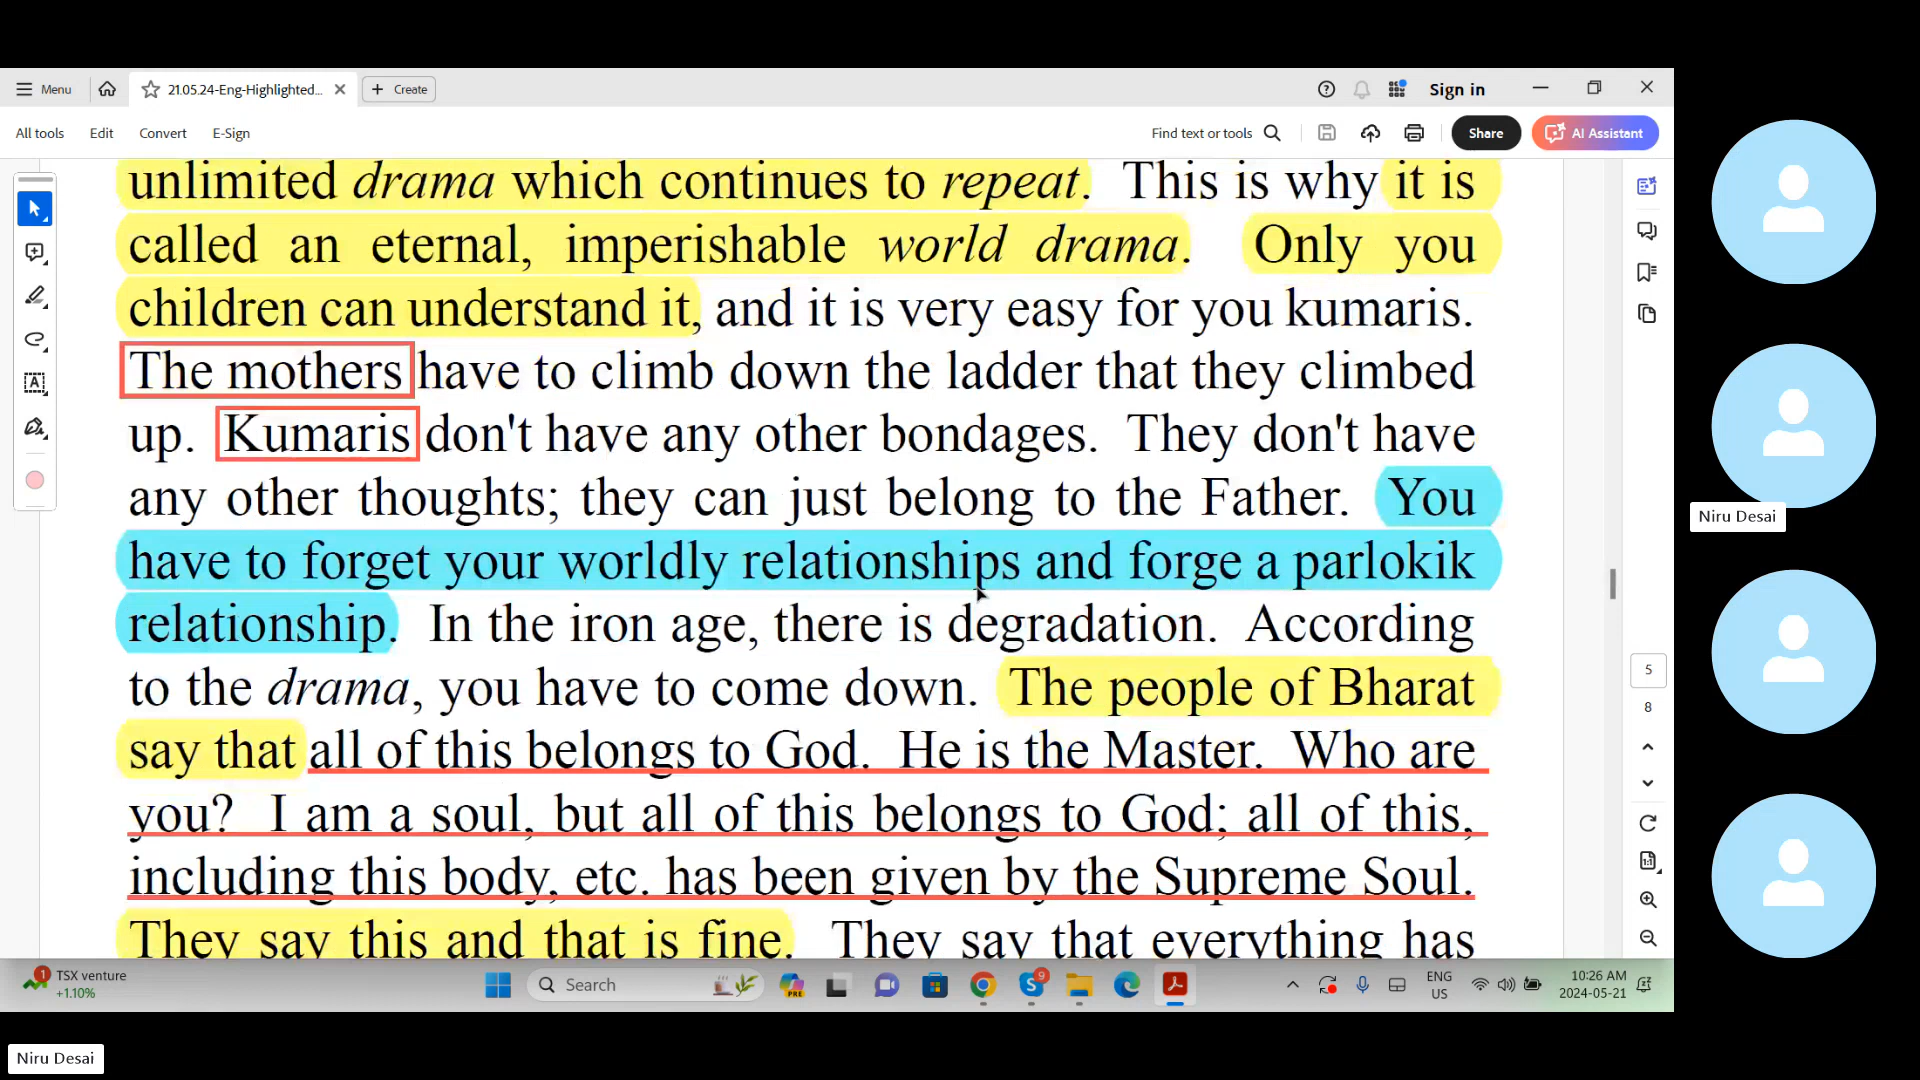 Menu
21.05.24-Eng-Highlighted...
Create
Sign in
All tools
Edit
Convert
E-Sign
Find text or tools
Share
AI Assistant
unlimited drama which continues to repeat. This is why it is
called an eternal, imperishable world drama. Only you
children can understand it, and it is very easy for you kumaris.
The mothers have to climb down the ladder that they climbed
up. Kumaris don't have any other bondages. They don't have
any other thoughts; they can just belong to the Father. You
have to forget your worldly relationships and forge a parlokik
relationship. In the iron age, there is degradation. According
to the drama, you have to come down. The people of Bharat
say that all of this belongs to God. He is the Master. Who are
you? I am a soul, but all of this belongs to God; all of this,
including this body, etc. has been given by the Supreme Soul.
They say this and that is fine. They say that everything has
5
8
Niru Desai
1
TSX venture
+1.10%
Search
PRE
9
ENG
US
10:26 AM
2024-05-21
Niru Desai